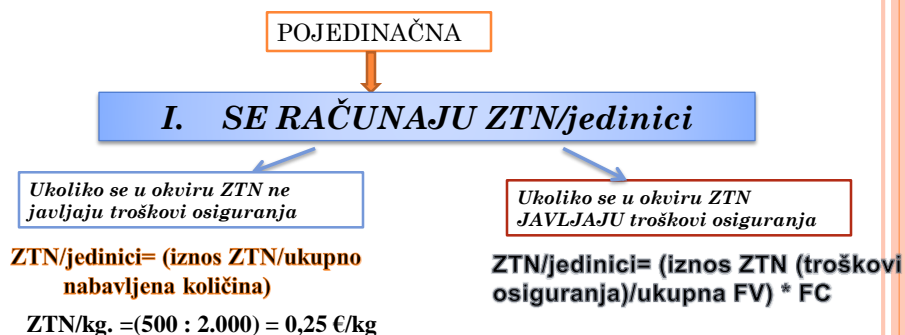 POJEDINAČNA
I. SE RAČUNAJU ZTN/jedinici
Ukoliko se u okviru ZTN ne
javljaju troškovi osiguranja
ZTN/jedinici= (iznos ZTN/ukupno
nabavljena količina)
ZTN/kg. =(500 : 2.000) = 0,25 €/kg
Ukoliko se u okviru ZTN
JAVLJAJU troškovi osiguranja
ZTN/jedinici= (iznos ZTN (troškovi
osiguranja)/ukupna FV) * FC